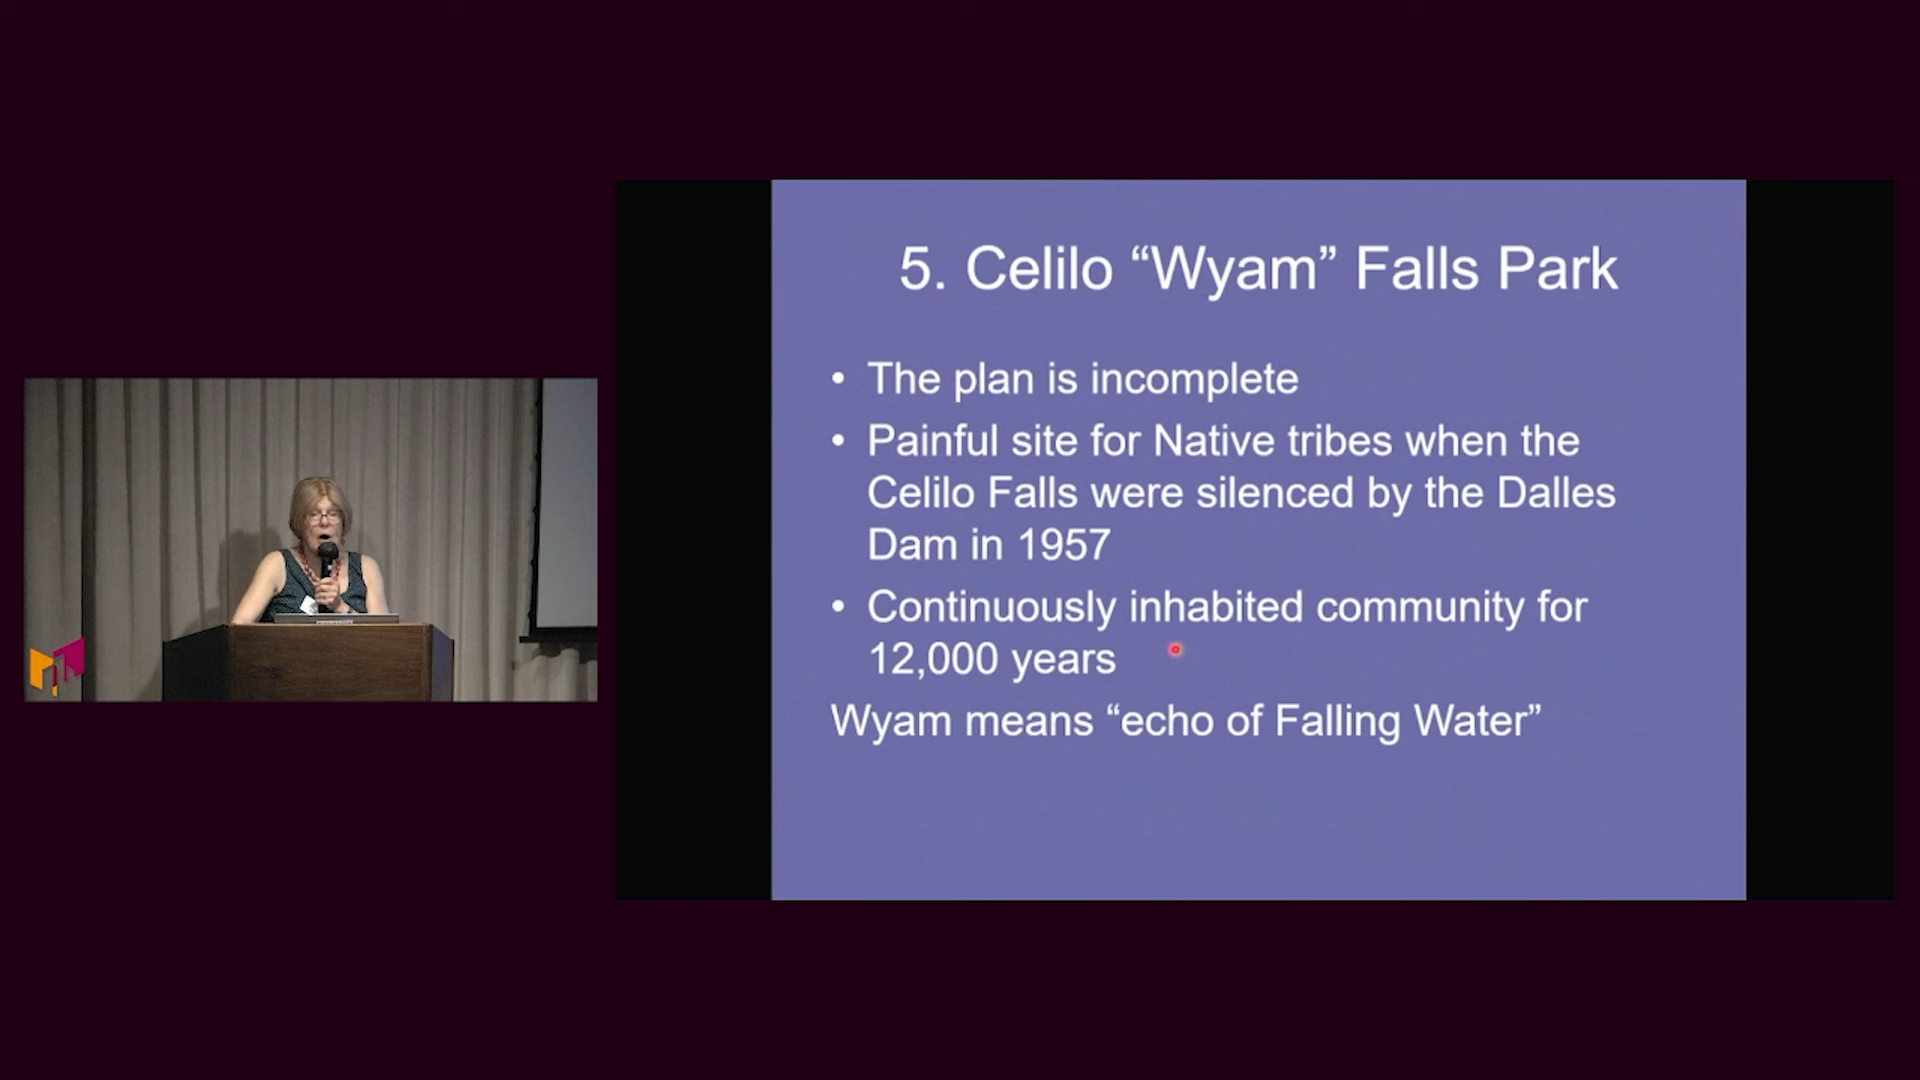 5. Celilo “Wyam” Falls Park
• The plan is incomplete
• Painful site for Native tribes when the
Celilo Falls were silenced by the Dalles
Dam in 1957
• Continuously inhabited community for
12,000 years
Wyam means “echo of Falling Water”